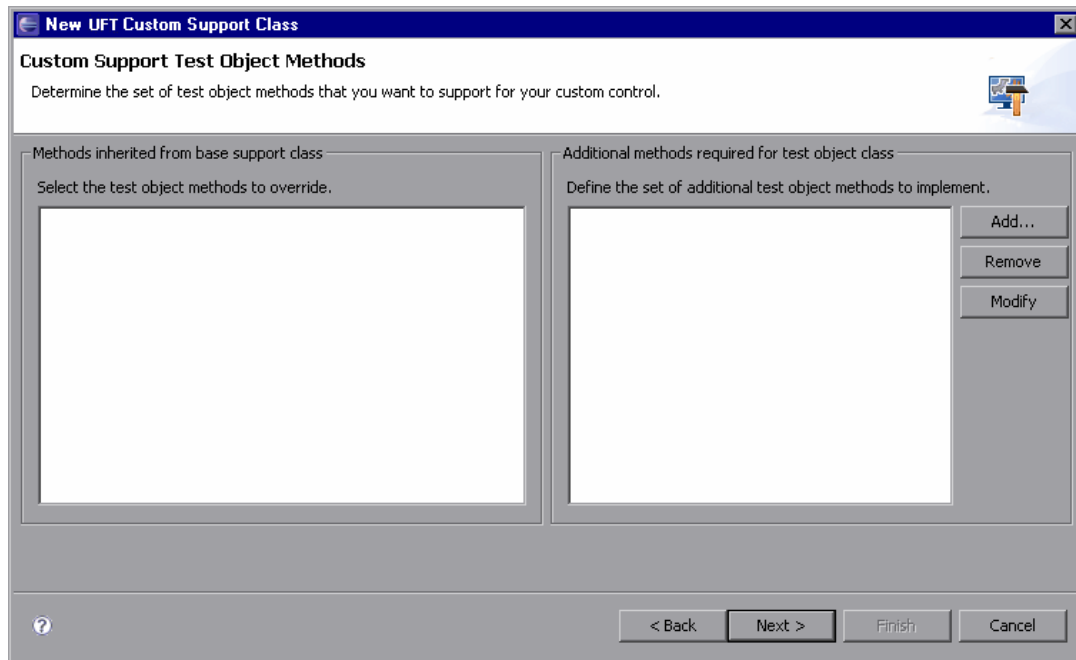 New UFT Custom Support Class
Custom Support Test Object Methods
Determine the set of test object methods that you want to support for your custom control.
Methods inherited from base support class
Select the test object methods to override.
Additional methods required for test object class
Define the set of additional test object methods to implement.
Add...
Remove
Modify
?
< Back
Next >
Finish
Cancel